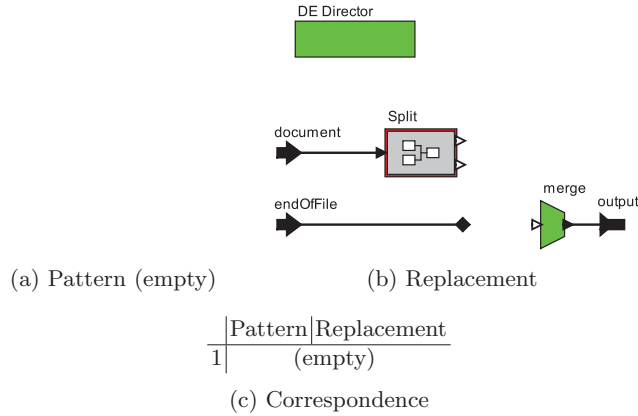 DE Director
Split
document
endOfFile
merge
output
(a) Pattern (empty)
(b) Replacement
Pattern Replacement
1 (empty)
(c) Correspondence